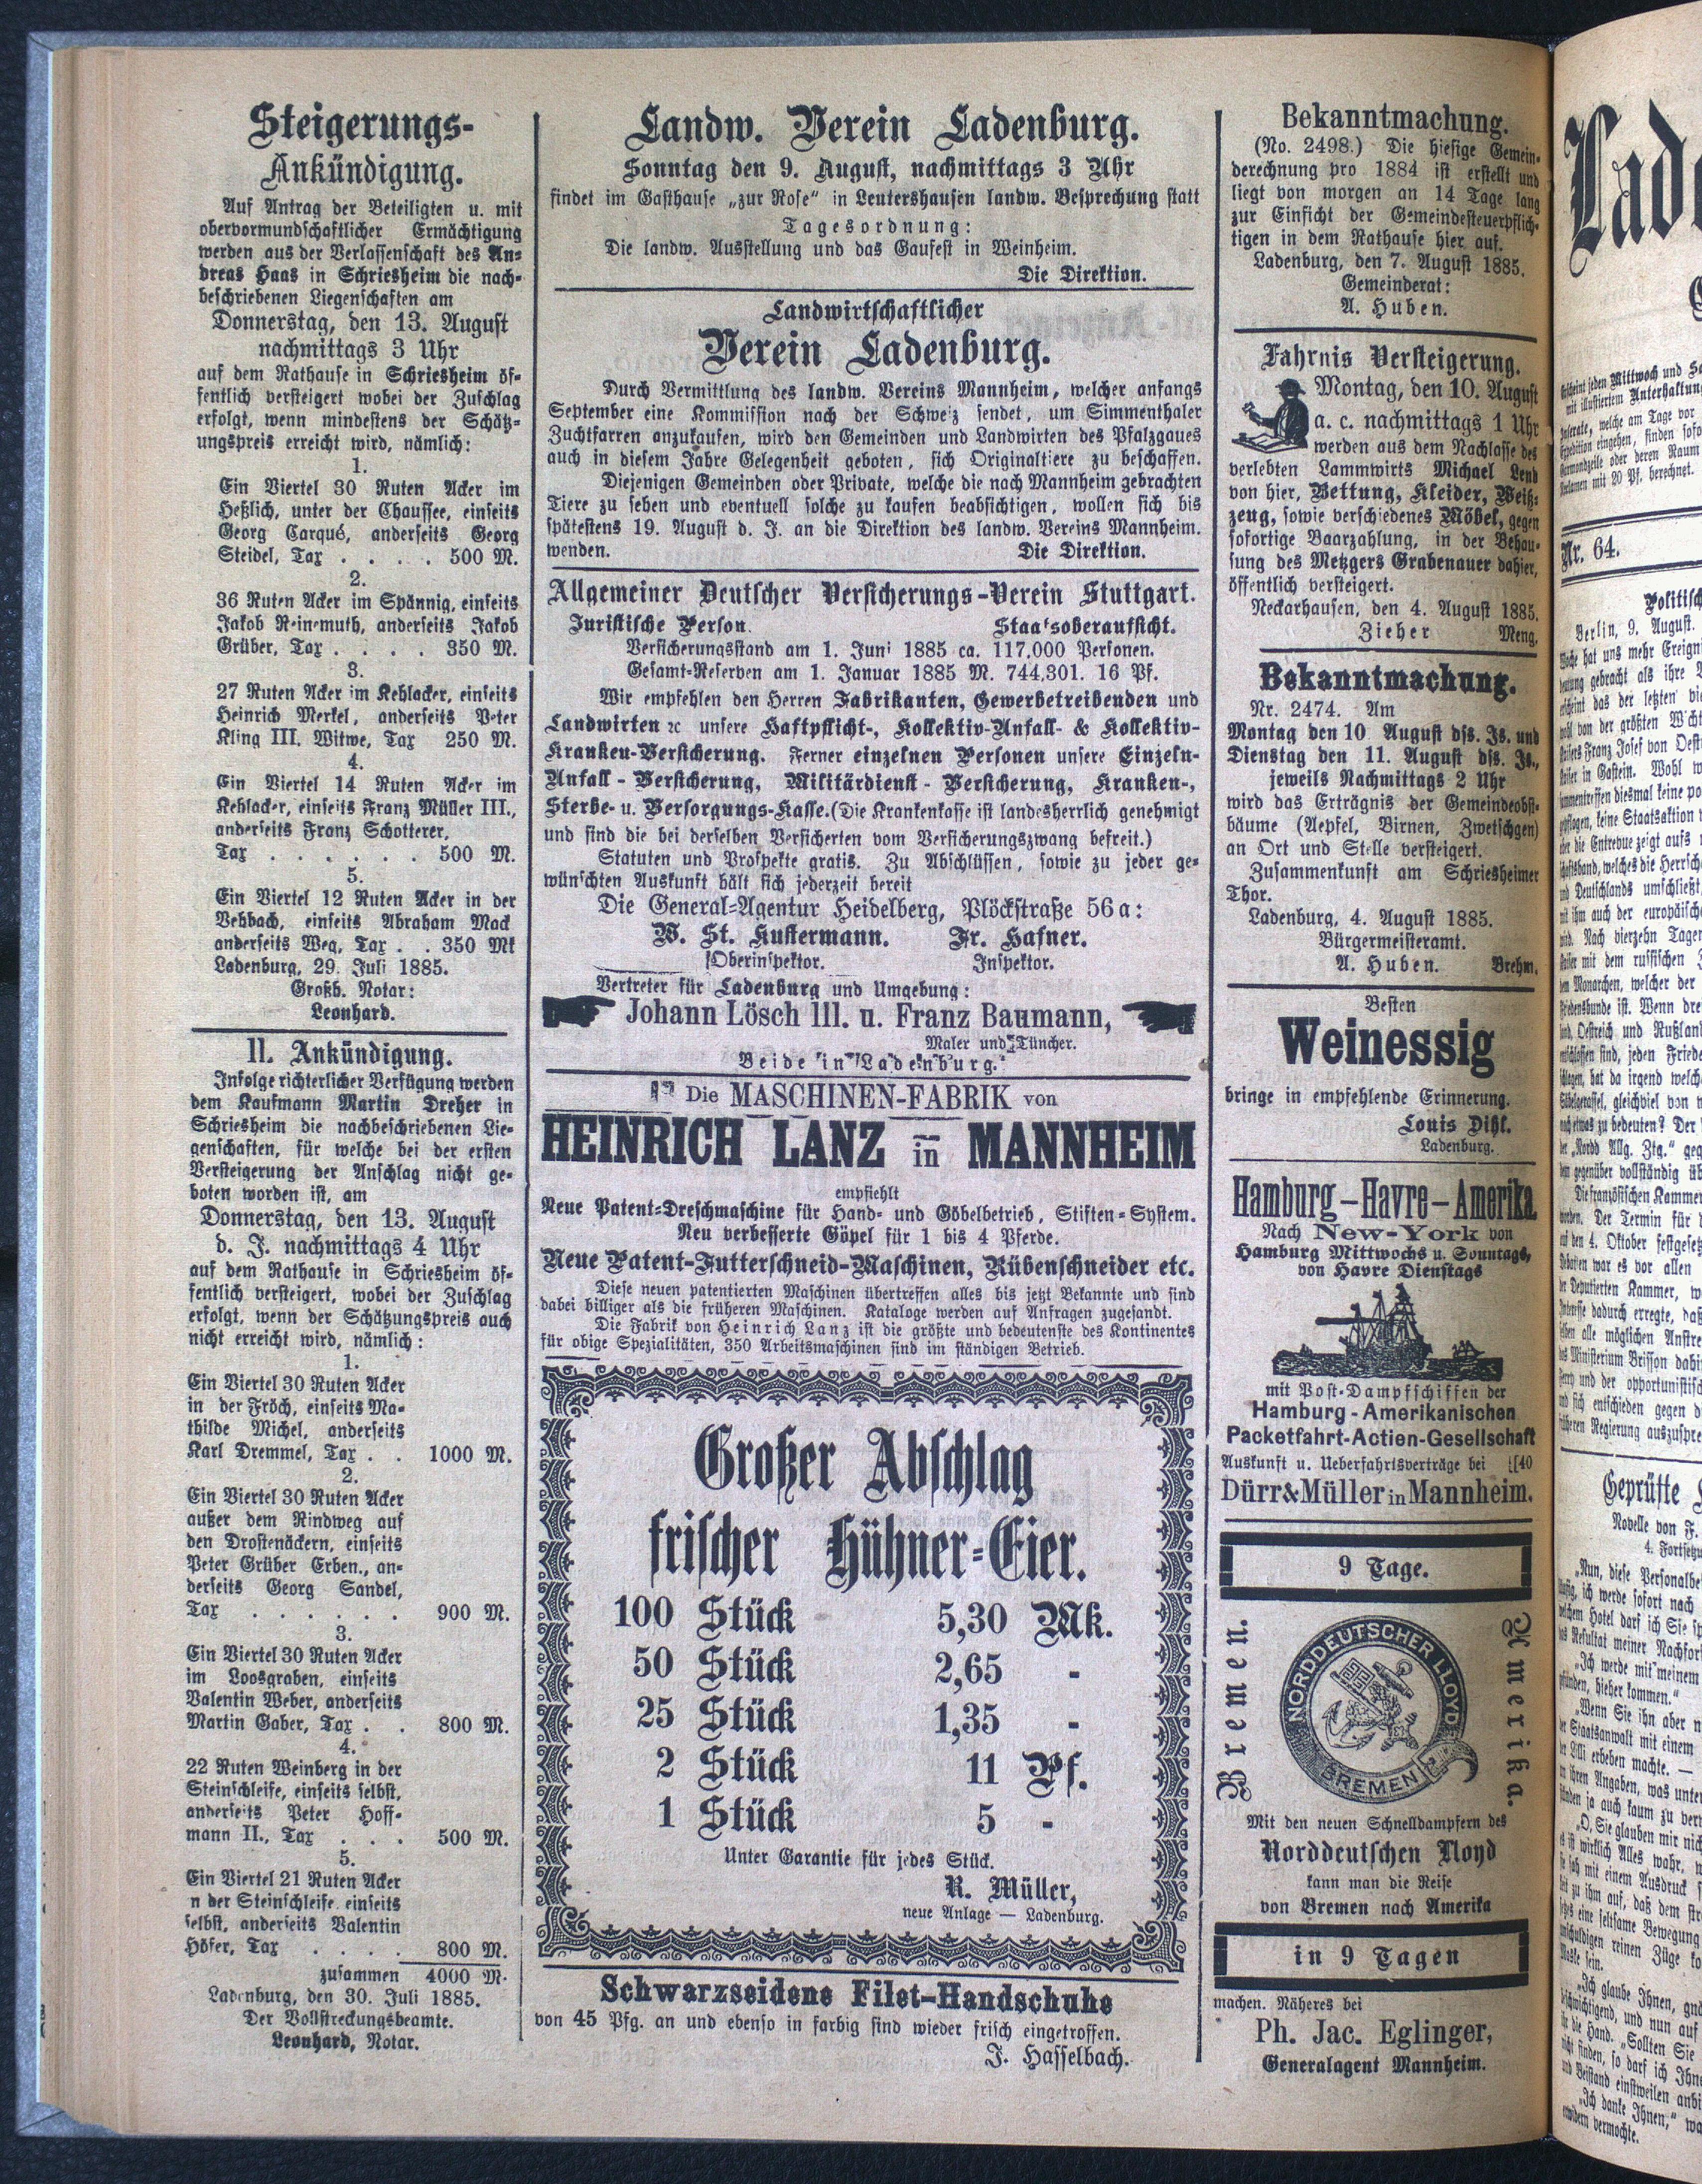 Steigerungs-
Ankündigung.
Auf Antrag der Beteiligten u. mit
obervormundschaftlicher Ermächtigung
werden aus der Verlassenschaft des An-
dreas Haas in Schriesheim die nach-
beschriebenen Liegenschaften am
Donnerstag, den 13. August
nachmittags 3 Uhr
auf dem Rathause in Schriesheim öf-
fentlich versteigert wobei der Zuschlag
erfolgt, wenn mindestens der Schätz-
ungspreis erreicht wird, nämlich:
1.
Ein Viertel 30 Ruten Acker im
Heßlich, unter der Chaussee, einseits
Georg Carqué, anderseits Georg
Steidel, Tax . . . . 500 M.
2.
36 Ruten Acker im Spännig, einseits
Jakob Reinemuth, anderseits Jakob
Grüber, Tax . . . . 350 M.
3.
27 Ruten Acker im Kehlacker, einseits
Heinrich Merkel, anderseits Peter
Kling III. Witwe, Tax 250 M.
4.
Ein Viertel 14 Ruten Acker im
Kehlacker, einseits Franz Müller III.,
anderseits Franz Schotterer,
Tax . . . . . . 500 M.
5.
Ein Viertel 12 Ruten Acker in der
Vehbach, einseits Abraham Mack
anderseits Weg, Tax . . 350 Mk
Ladenburg, 29. Juli 1885.
Großh. Notar:
Leonhard.
II. Ankündigung.
Infolge richterlicher Verfügung werden
dem Kaufmann Martin Dreher in
Schriesheim die nachbeschriebenen Lie-
genschaften, für welche bei der ersten
Versteigerung der Anschlag nicht ge-
boten worden ist, am
Donnerstag, den 13. August
d. J. nachmittags 4 Uhr
auf dem Rathause in Schriesheim öf-
fentlich versteigert, wobei der Zuschlag
erfolgt, wenn der Schätzungspreis auch
nicht erreicht wird, nämlich:
1.
Ein Viertel 30 Ruten Acker
in der Fröch, einseits Ma-
thilde Michel, anderseits
Karl Dremmel, Tax . . 1000 M.
2.
Ein Viertel 30 Ruten Acker
außer dem Rindweg auf
den Drostenäckern, einseits
Peter Grüber Erben., an-
derseits Georg Sandel,
Tax . . . . . . 900 M.
3.
Ein Viertel 30 Ruten Acker
im Loosgraben, einseits
Valentin Weber, anderseits
Martin Gaber, Tax . . 800 M.
4.
22 Ruten Weinberg in der
Steinschleife, einseits selbst,
anderseits Peter Hoff-
mann II., Tax . . . 500 M.
5.
Ein Viertel 21 Ruten Acker
n der Steinschleife einseits
selbst, anderseits Valentin
Höfer, Tax . . . . 800 M.
zusammen 4000 M.
Ladenburg, den 30. Juli 1885.
Der Vollstreckungsbeamte.
Leonhard, Notar.
Landw. Verein Ladenburg.
Sonntag den 9. August, nachmittags 3 Uhr
findet im Gasthause „zur Rose“ in Leutershausen landw. Besprechung statt
Tagesordnung:
Die landw. Ausstellung und das Gaufest in Weinheim.
Die Direktion.
Landwirtschaftlicher
Verein Ladenburg.
Durch Vermittlung des landw. Vereins Mannheim, welcher anfangs
September eine Kommission nach der Schweiz sendet, um Simmenthaler
Zuchtfarren anzukaufen, wird den Gemeinden und Landwirten des Pfalzgaues
auch in diesem Jahre Gelegenheit geboten, sich Originaltiere zu beschaffen.
Diejenigen Gemeinden oder Private, welche die nach Mannheim gebrachten
Tiere zu sehen und eventuell solche zu kaufen beabsichtigen, wollen sich bis
spätestens 19. August d. J. an die Direktion des landw. Vereins Mannheim.
wenden. Die Direktion.
Allgemeiner Deutscher Versicherungs-Verein Stuttgart.
Juristische Person. Staatsoberaufsicht.
Versicherungsstand am 1. Juni 1885 ca. 117,000 Personen.
Gesamt-Reserven am 1. Januar 1885 M. 744,301. 16 Pf.
Wir empfehlen den Herren Fabrikanten, Gewerbetreibenden und
Landwirten ꝛc unsere Haftpflicht-, Kollektiv-Unfall- & Kollektiv-
Kranken-Versicherung. Ferner einzelnen Personen unsere Einzeln-
Unfall-Versicherung, Militärdienst-Versicherung, Kranken-,
Sterbe- u. Versorgungs-Kasse. (Die Krankenkasse ist landesherrlich genehmigt
und sind die bei derselben Versicherten vom Versicherungszwang befreit.)
Statuten und Prospekte gratis. Zu Abschlüssen, sowie zu jeder ge-
wünschten Auskunft hält sich jederzeit bereit
Die General-Agentur Heidelberg, Plöckstraße 56a:
W. St. Kustermann. Fr. Hafner.
Oberinspektor. Inspektor.
Vertreter für Ladenburg und Umgebung:
Johann Lösch III. u. Franz Baumann,
Maler und Tüncher.
Beide in Ladenburg.
Die MASCHINEN-FABRIK von
HEINRICH LANZ in MANNHEIM
empfiehlt
Neue Patent-Dreschmaschine für Hand- und Göbelbetrieb, Stiften-System.
Neu verbesserte Göpel für 1 bis 4 Pferde.
Neue Patent-Futterschneid-Maschinen, Rübenschneider etc.
Diese neuen patentierten Maschinen übertreffen alles bis jetzt Bekannte und sind
dabei billiger als die früheren Maschinen. Kataloge werden auf Anfragen zugesandt.
Die Fabrik von Heinrich Lanz ist die größte und bedeutenste des Kontinentes
für obige Spezialitäten, 350 Arbeitsmaschinen sind im ständigen Betrieb.
Großer Abschlag
frischer Hühner-Eier.
100 Stück 5,30 Mk.
50 Stück 2,65 -
25 Stück 1,35 -
2 Stück 11 Pf.
1 Stück 5 -
Unter Garantie für jedes Stück.
R. Müller,
neue Anlage — Ladenburg.
Schwarzseidene Filet-Handschuhe
von 45 Pfg. an und ebenso in farbig sind wieder frisch eingetroffen.
J. Hasselbach.
Bekanntmachung.
(No. 2498.) Die hiesige Gemein-
derechnung pro 1884 ist erstellt und
liegt von morgen an 14 Tage lang
zur Einsicht der Gemeindesteuerpflich-
tigen in dem Rathause hier auf.
Ladenburg, den 7. August 1885.
Gemeinderat:
A. Huben.
Fahrnis Versteigerung.
Montag, den 10. August
a. c. nachmittags 1 Uhr
werden aus dem Nachlasse des
verlebten Lammwirts Michael Lend
von hier, Bettung, Kleider, Weiß-
zeug, sowie verschiedenes Möbel, gegen
sofortige Baarzahlung, in der Behau-
sung des Metzgers Grabenauer dahier,
öffentlich versteigert.
Neckarhausen, den 4. August 1885.
Zieher Meng.
Bekanntmachung.
Nr. 2474. Am
Montag den 10 August dss. Js. und
Dienstag den 11. August dss. Js.,
jeweils Nachmittags 2 Uhr
wird das Erträgnis der Gemeindeobst-
bäume (Aepfel, Birnen, Zwetschgen)
an Ort und Stelle versteigert.
Zusammenkunft am Schriesheimer
Thor.
Ladenburg, 4. August 1885.
Bürgermeisteramt.
A. Huben. Brehm.
Besten
Weinessig
bringe in empfehlende Erinnerung.
Louis Dihl.
Ladenburg.
Hamburg-Havre-Amerika
Nach New-York von
Hamburg Mittwochs u. Sonntags,
von Havre Dienstags
mit Post-Dampfschiffen der
Hamburg-Amerikanischen
Packetfahrt-Actien-Gesellschaft
Auskunft u. Ueberfahrtsverträge bei [40
Dürr&Müller in Mannheim.
9 Tage.
Bremen
NORDDEUTSCHER LLOYD
BREMEN
Amerika.
Mit den neuen Schnelldampfern des
Norddeutschen Lloyd
kann man die Reise
von Bremen nach Amerika
in 9 Tagen
machen. Näheres bei
Ph. Jac. Eglinger,
Generalagent Mannheim.
Nr. 64.
Berlin, 9. August.
Novelle von F.